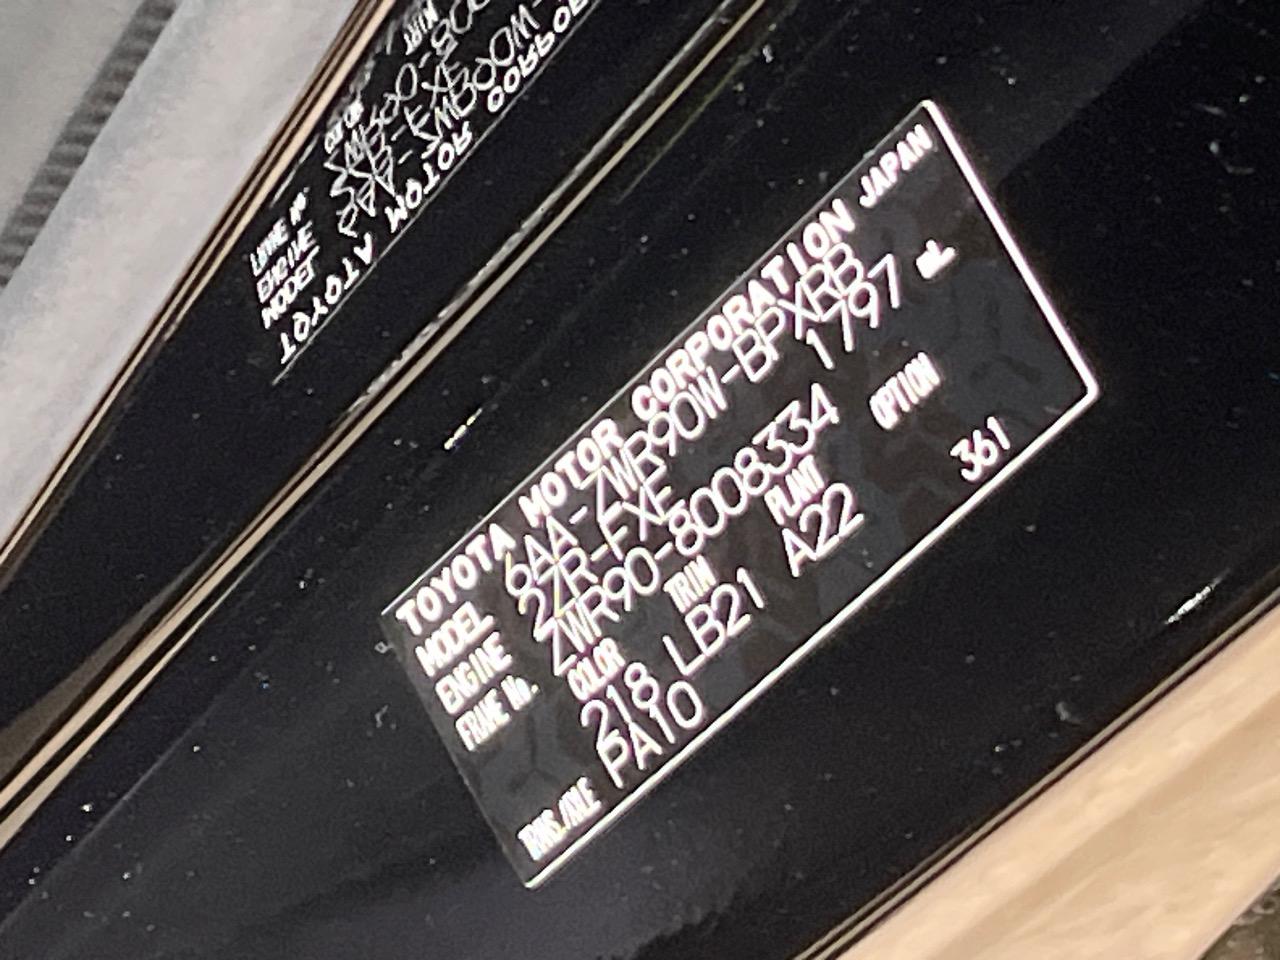 TOYOTA MOTOR CORPORATION JAPAN
MODEL 6AA-ZWR90W-BPXRB
ENGINE 2ZR-FXE 1797 mL
FRAME No. ZWR90-8008334
COLOR TRIM PLANT OPTION
218 LB21 A22 361
TRANS./AXLE PA10